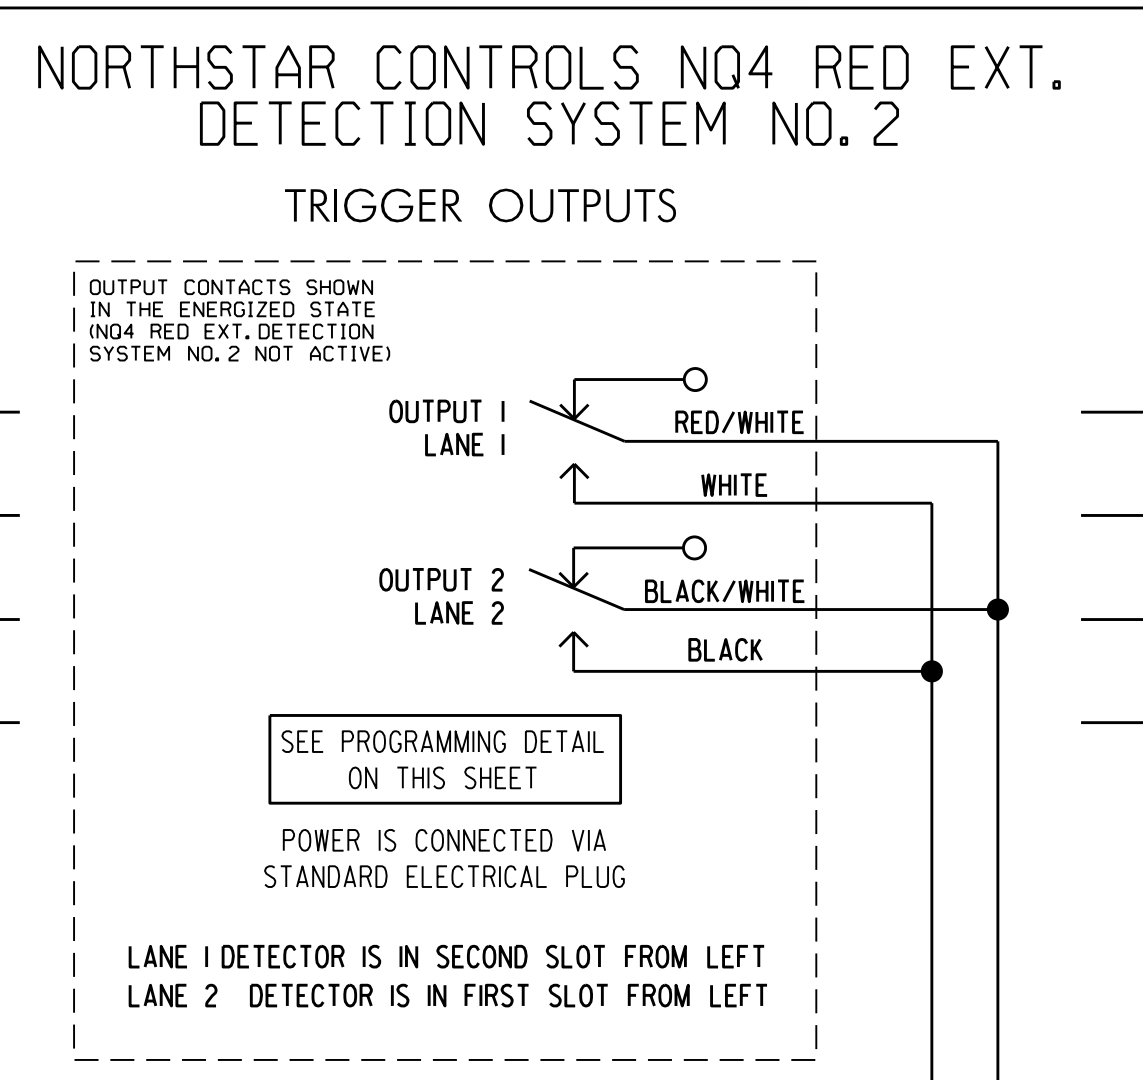 NORTHSTAR CONTROLS NQ4 RED EXT.
DETECTION SYSTEM NO. 2
TRIGGER OUTPUTS
OUTPUT CONTACTS SHOWN
IN THE ENERGIZED STATE
(NQ4 RED EXT. DETECTION
SYSTEM NO. 2 NOT ACTIVE)
OUTPUT 1
LANE 1
RED/WHITE
WHITE
OUTPUT 2
LANE 2
BLACK/WHITE
BLACK
SEE PROGRAMMING DETAIL
ON THIS SHEET
POWER IS CONNECTED VIA
STANDARD ELECTRICAL PLUG
LANE 1 DETECTOR IS IN SECOND SLOT FROM LEFT
LANE 2 DETECTOR IS IN FIRST SLOT FROM LEFT